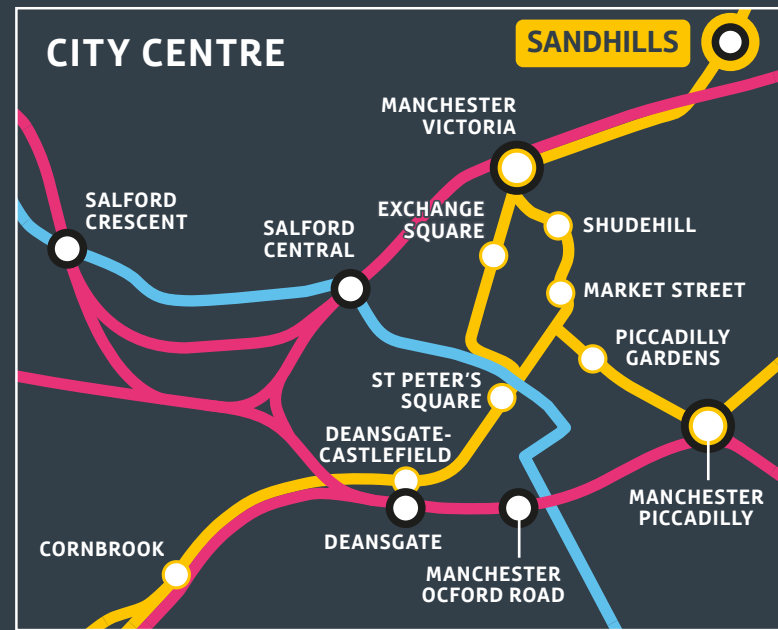 CITY CENTRE
SANDHILLS
MANCHESTER
VICTORIA
SALFORD
CRESCENT
SALFORD
CENTRAL
EXCHANGE
SQUARE
SHUDEHILL
MARKET STREET
PICCADILLY
GARDENS
ST PETER'S
SQUARE
DEANSGATE-
CASTLEFIELD
MANCHESTER
PICCADILLY
CORNBROOK
DEANSGATE
MANCHESTER
OCFORD ROAD